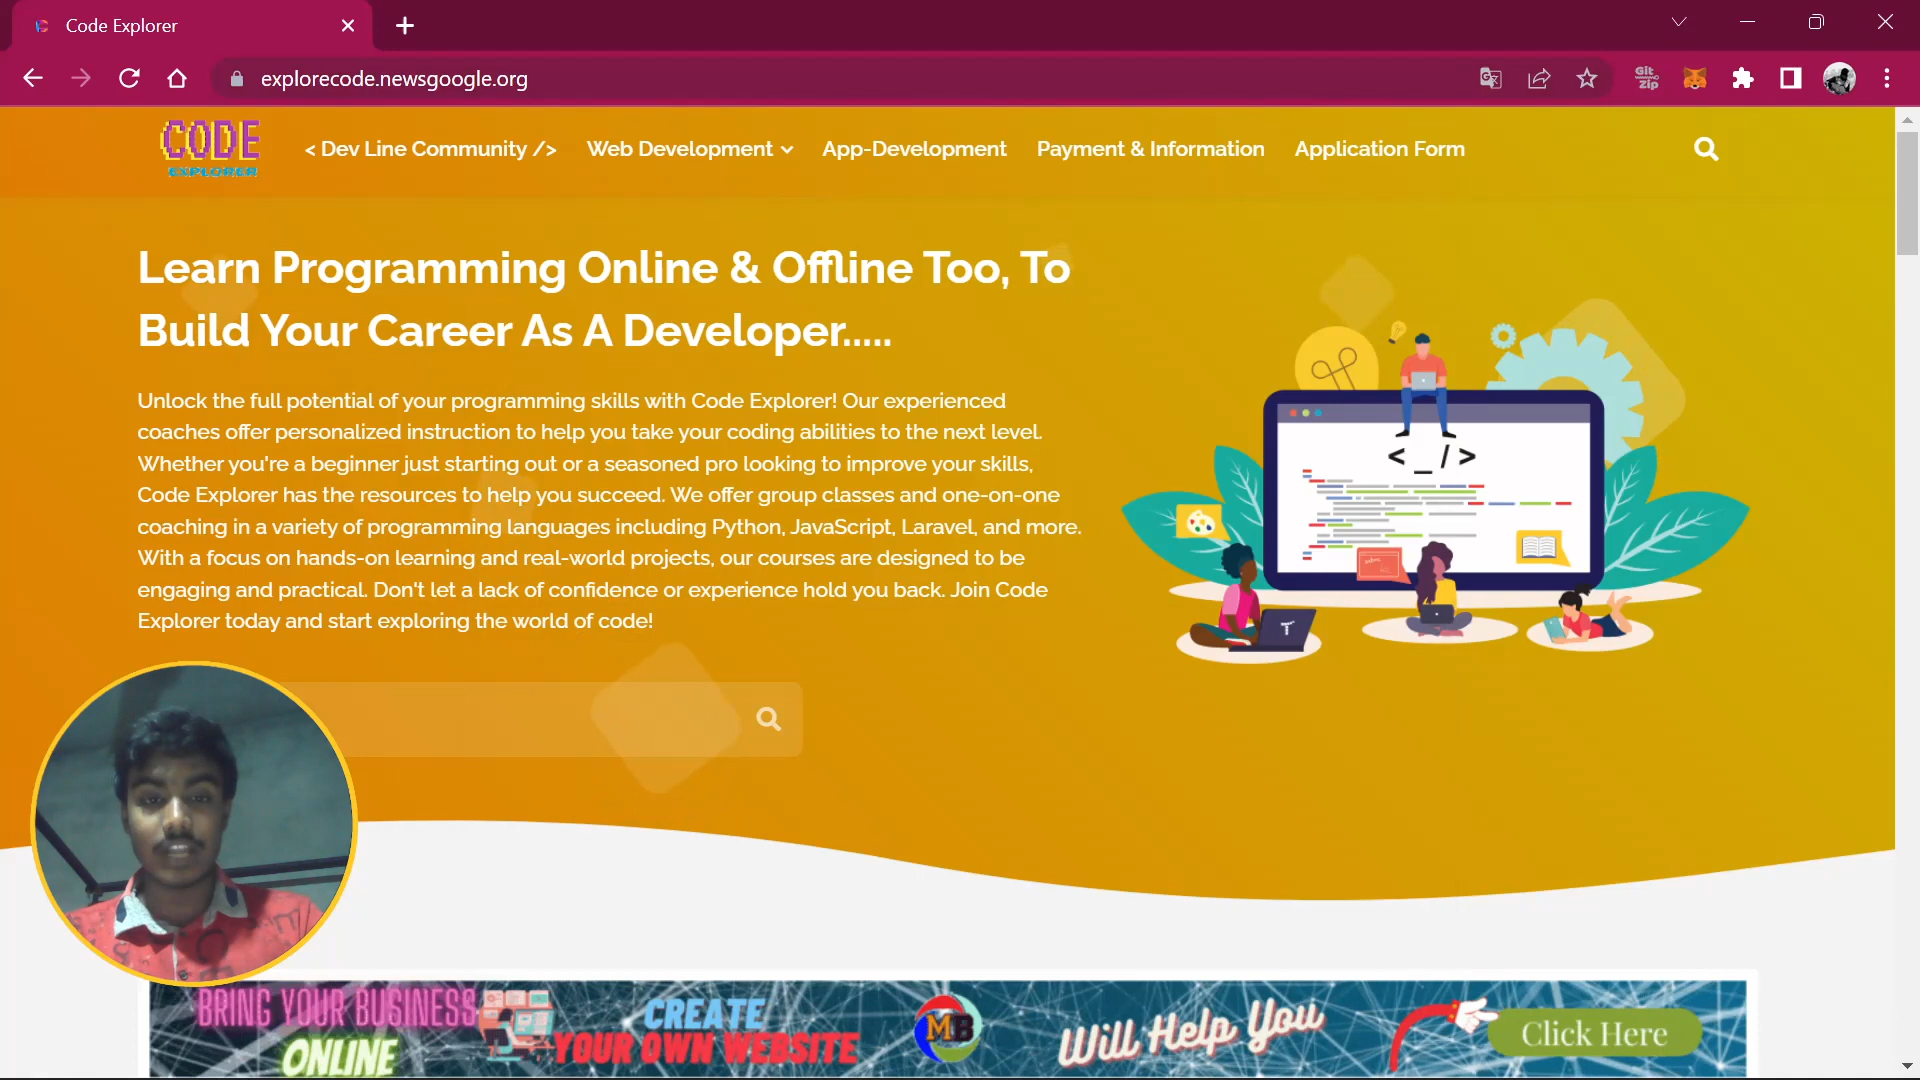 Code Explorer
explorecode.newsgoogle.org
Git
Zip
CODE
EXPLORER
< Dev Line Community /> Web Development App-Development Payment & Information Application Form
Learn Programming Online & Offline Too, To
Build Your Career As A Developer.....
Unlock the full potential of your programming skills with Code Explorer! Our experienced
coaches offer personalized instruction to help you take your coding abilities to the next level.
Whether you're a beginner just starting out or a seasoned pro looking to improve your skills,
Code Explorer has the resources to help you succeed. We offer group classes and one-on-one
coaching in a variety of programming languages including Python, JavaScript, Laravel, and more.
With a focus on hands-on learning and real-world projects, our courses are designed to be
engaging and practical. Don't let a lack of confidence or experience hold you back. Join Code
Explorer today and start exploring the world of code!
< _ / >
T
BRING YOUR BUSINESS
ONLINE
CREATE
YOUR OWN WEBSITE
MB
Will Help You
Click Here